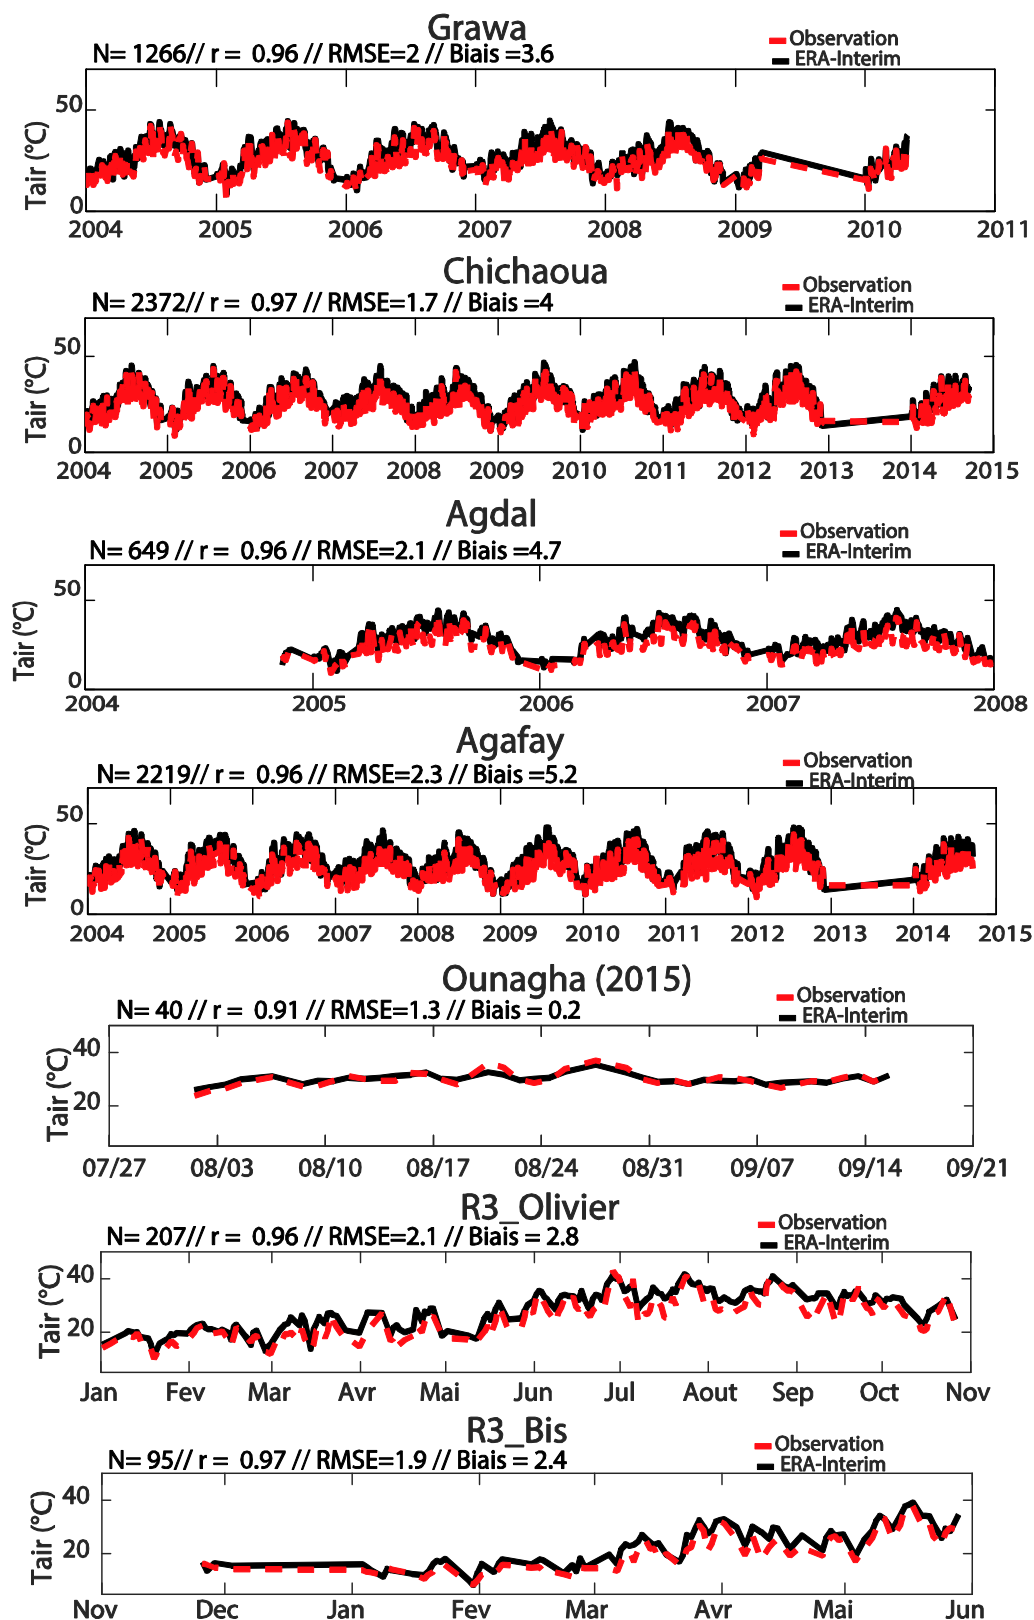 Grawa
N= 1266// r = 0.96 // RMSE=2 // Biais =3.6
Observation
ERA-Interim
Tair (°C)
50
0
2004 2005 2006 2007 2008 2009 2010 2011
Chichaoua
N= 2372// r = 0.97 // RMSE=1.7 // Biais =4
Observation
ERA-Interim
Tair (°C)
50
0
2004 2005 2006 2007 2008 2009 2010 2011 2012 2013 2014 2015
Agdal
N= 649 // r = 0.96 // RMSE=2.1 // Biais =4.7
Observation
ERA-Interim
Tair (°C)
50
0
2004 2005 2006 2007 2008
Agafay
N= 2219// r = 0.96 // RMSE=2.3 // Biais =5.2
Observation
ERA-Interim
Tair (°C)
50
0
2004 2005 2006 2007 2008 2009 2010 2011 2012 2013 2014 2015
Ounagha (2015)
N= 40 // r = 0.91 // RMSE=1.3 // Biais = 0.2
Observation
ERA-Interim
Tair (°C)
40
20
07/27 08/03 08/10 08/17 08/24 08/31 09/07 09/14 09/21
R3_Olivier
N= 207// r = 0.96 // RMSE=2.1 // Biais = 2.8
Observation
ERA-Interim
Tair (°C)
40
20
Jan Fev Mar Avr Mai Jun Jul Aout Sep Oct Nov
R3_Bis
N= 95// r = 0.97 // RMSE=1.9 // Biais = 2.4
Observation
ERA-Interim
Tair (°C)
40
20
Nov Dec Jan Fev Mar Avr Mai Jun